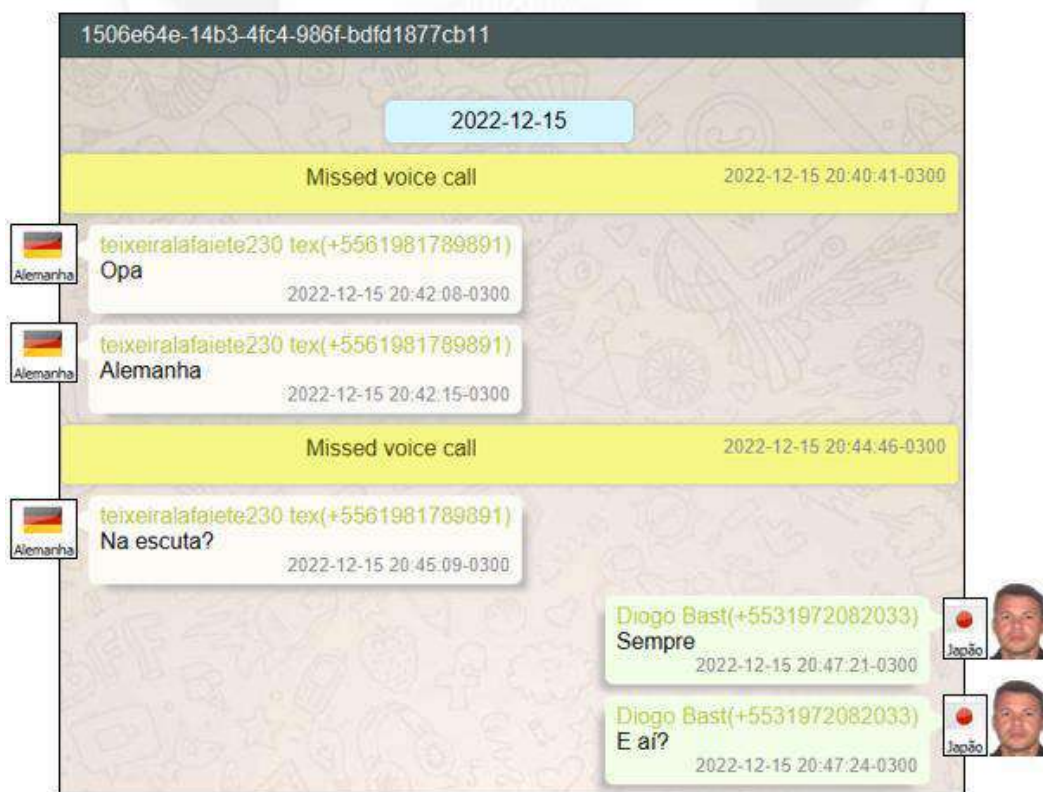 1506e64e-14b3-4fc4-986f-bdfd1877cb11
2022-12-15
Missed voice call 2022-12-15 20:40:41-0300
teixeiralafaiete230 tex(+5561981789891)
Alemanha
Opa
2022-12-15 20:42:08-0300
teixeiralafaiete230 tex(+5561981789891)
Alemanha
Alemanha
2022-12-15 20:42:15-0300
Missed voice call 2022-12-15 20:44:46-0300
teixeiralafaiete230 tex(+5561981789891)
Alemanha
Na escuta?
2022-12-15 20:45:09-0300
Diogo Bast(+5531972082033)
Sempre
Japão
2022-12-15 20:47:21-0300
Diogo Bast(+5531972082033)
E aí?
Japão
2022-12-15 20:47:24-0300